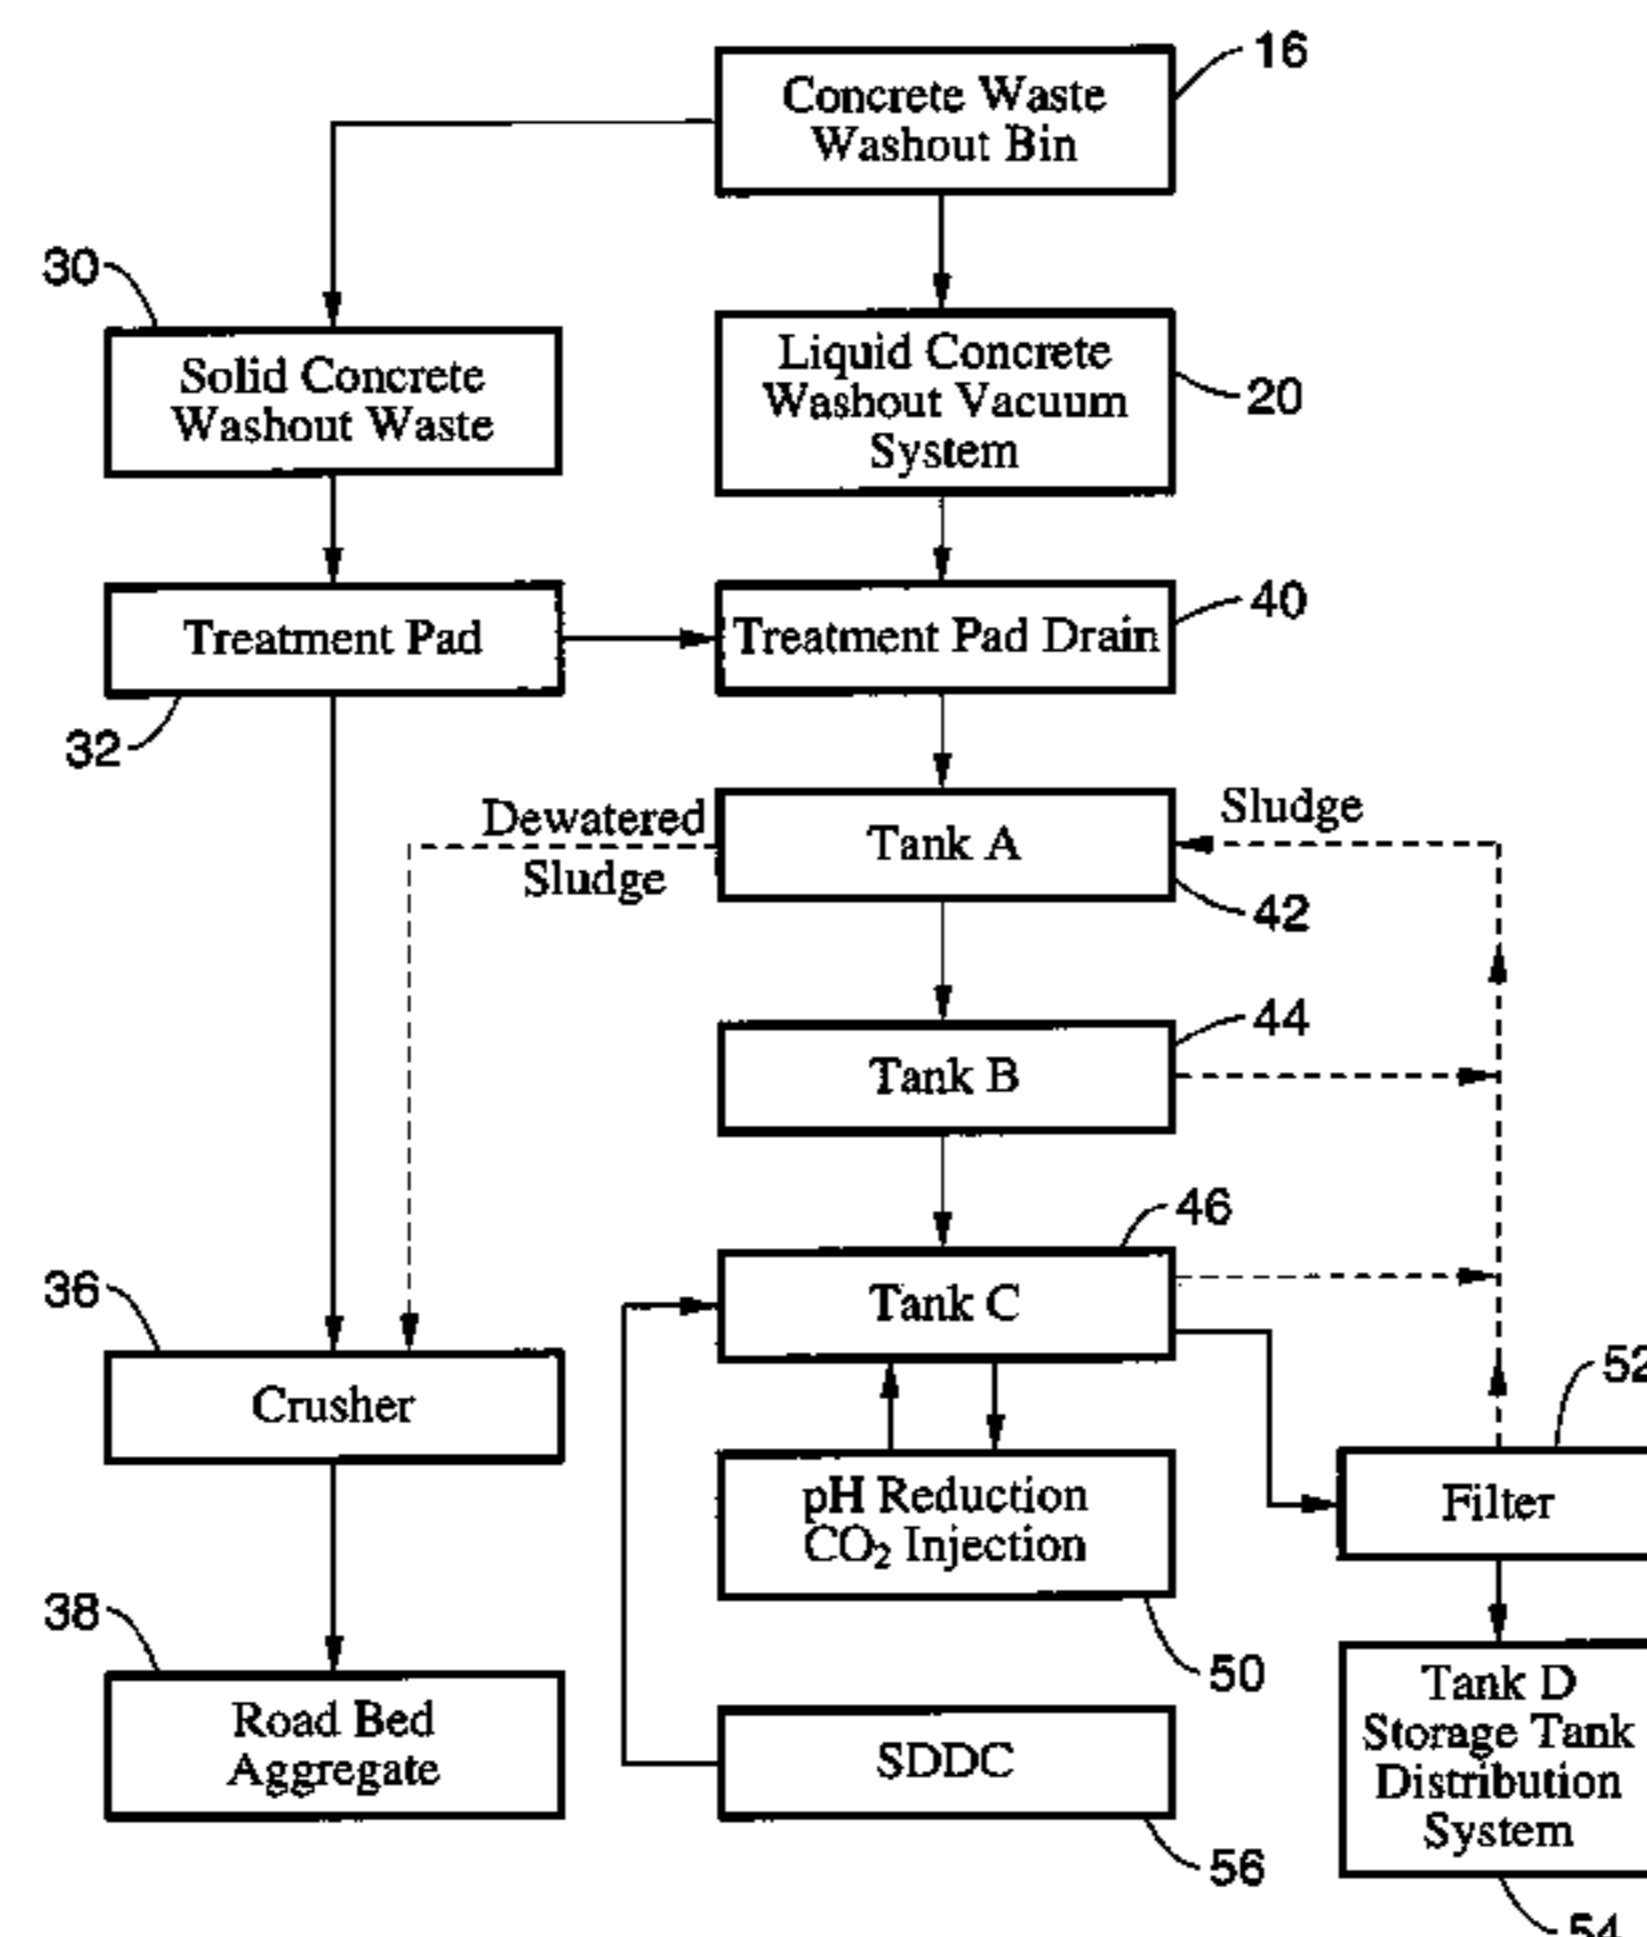 16
Concrete Waste
Washout Bin
30
Solid Concrete
Washout Waste
Liquid Concrete
Washout Vacuum
System
20
Treatment Pad
32
Treatment Pad Drain
40
Dewatered
Sludge
Tank A
Sludge
42
44
Tank B
46
Tank C
36
Crusher
52
Filter
pH Reduction
CO₂ Injection
50
38
Road Bed
Aggregate
SDDC
56
Tank D
Storage Tank
Distribution
System
54